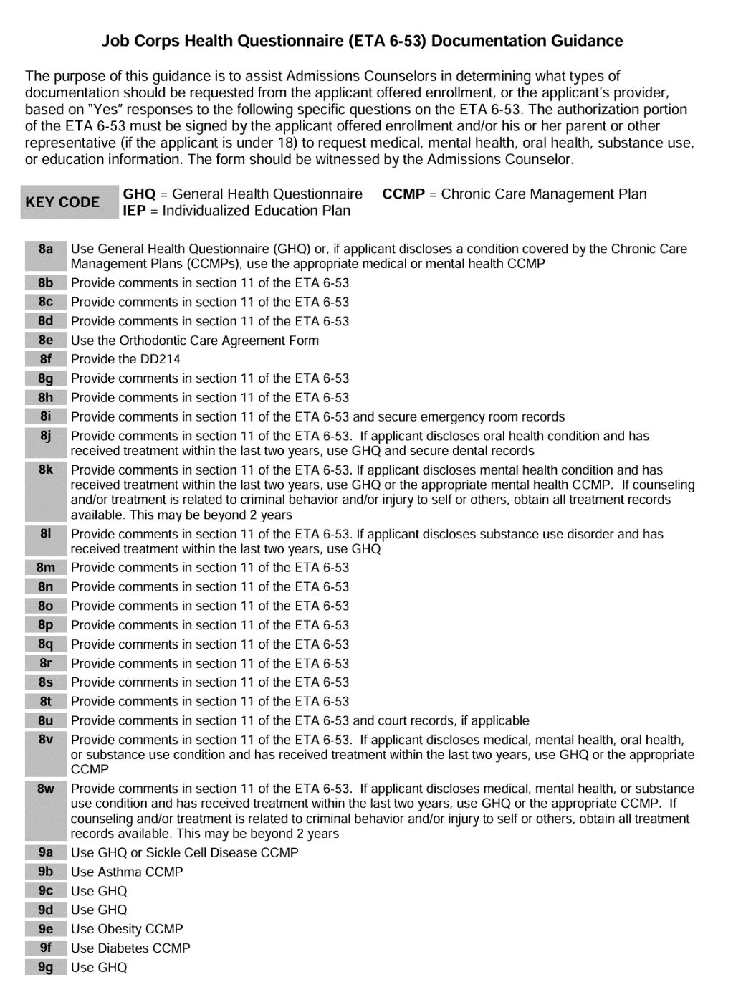 Job Corps Health Questionnaire (ETA 6-53) Documentation Guidance
The purpose of this guidance is to assist Admissions Counselors in determining what types of
documentation should be requested from the applicant offered enrollment, or the applicant's provider,
based on "Yes" responses to the following specific questions on the ETA 6-53. The authorization portion
of the ETA 6-53 must be signed by the applicant offered enrollment and/or his or her parent or other
representative (if the applicant is under 18) to request medical, mental health, oral health, substance use,
or education information. The form should be witnessed by the Admissions Counselor.
KEY CODE
GHQ = General Health Questionnaire CCMP = Chronic Care Management Plan
IEP = Individualized Education Plan
8a Use General Health Questionnaire (GHQ) or, if applicant discloses a condition covered by the Chronic Care
Management Plans (CCMPs), use the appropriate medical or mental health CCMP
8b Provide comments in section 11 of the ETA 6-53
8c Provide comments in section 11 of the ETA 6-53
8d Provide comments in section 11 of the ETA 6-53
8e Use the Orthodontic Care Agreement Form
8f Provide the DD214
8g Provide comments in section 11 of the ETA 6-53
8h Provide comments in section 11 of the ETA 6-53
8i Provide comments in section 11 of the ETA 6-53 and secure emergency room records
8j Provide comments in section 11 of the ETA 6-53. If applicant discloses oral health condition and has
received treatment within the last two years, use GHQ and secure dental records
8k Provide comments in section 11 of the ETA 6-53. If applicant discloses mental health condition and has
received treatment within the last two years, use GHQ or the appropriate mental health CCMP. If counseling
and/or treatment is related to criminal behavior and/or injury to self or others, obtain all treatment records
available. This may be beyond 2 years
8l Provide comments in section 11 of the ETA 6-53. If applicant discloses substance use disorder and has
received treatment within the last two years, use GHQ
8m Provide comments in section 11 of the ETA 6-53
8n Provide comments in section 11 of the ETA 6-53
8o Provide comments in section 11 of the ETA 6-53
8p Provide comments in section 11 of the ETA 6-53
8q Provide comments in section 11 of the ETA 6-53
8r Provide comments in section 11 of the ETA 6-53
8s Provide comments in section 11 of the ETA 6-53
8t Provide comments in section 11 of the ETA 6-53
8u Provide comments in section 11 of the ETA 6-53 and court records, if applicable
8v Provide comments in section 11 of the ETA 6-53. If applicant discloses medical, mental health, oral health,
or substance use condition and has received treatment within the last two years, use GHQ or the appropriate
CCMP
8w Provide comments in section 11 of the ETA 6-53. If applicant discloses medical, mental health, or substance
use condition and has received treatment within the last two years, use GHQ or the appropriate CCMP. If
counseling and/or treatment is related to criminal behavior and/or injury to self or others, obtain all treatment
records available. This may be beyond 2 years
9a Use GHQ or Sickle Cell Disease CCMP
9b Use Asthma CCMP
9c Use GHQ
9d Use GHQ
9e Use Obesity CCMP
9f Use Diabetes CCMP
9g Use GHQ